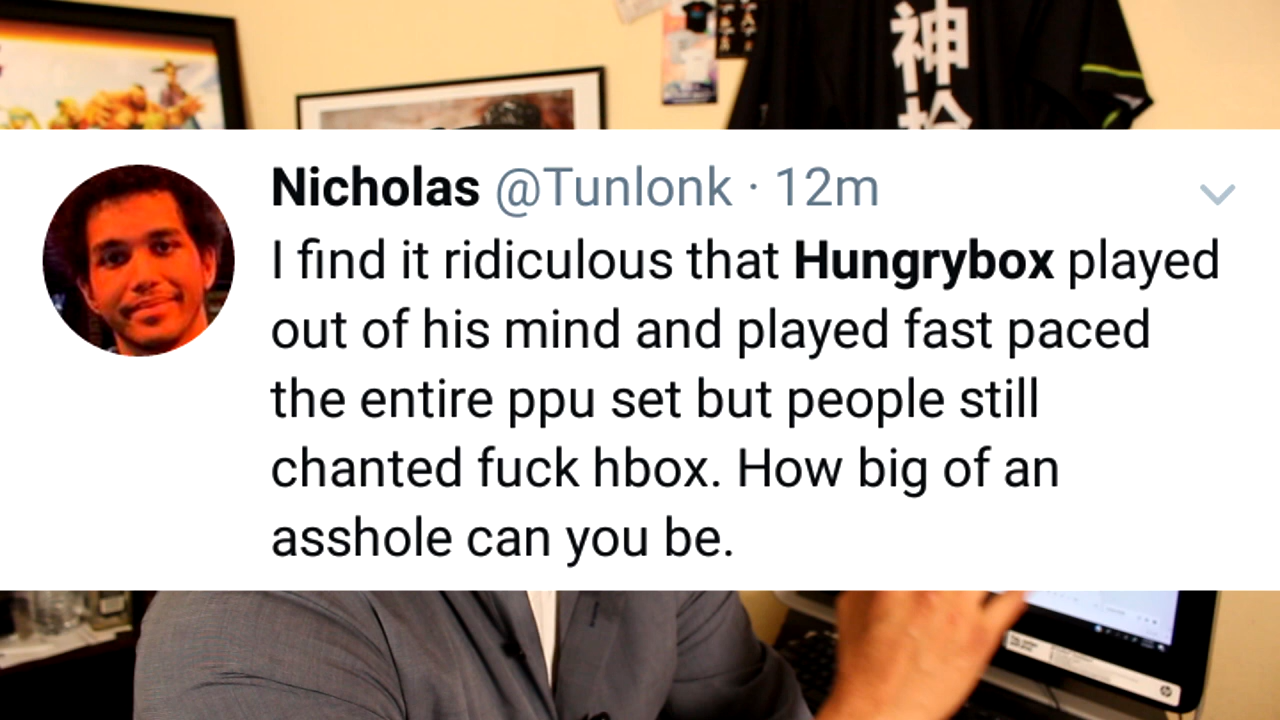 神
Nicholas @Tunlonk · 12m
I find it ridiculous that Hungrybox played
out of his mind and played fast paced
the entire ppu set but people still
chanted fuck hbox. How big of an
asshole can you be.
hp